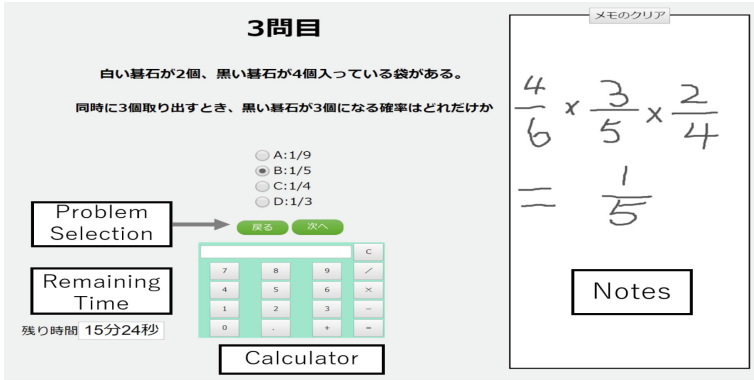 3問目
白い碁石が2個、黒い碁石が4個入っている袋がある。
同時に3個取り出すとき、黒い碁石が3個になる確率はどれだけか
A:1/9
B:1/5
C:1/4
D:1/3
Problem
Selection
戻る 次へ
C
7 8 9 /
4 5 6 ×
1 2 3 −
0 . + =
Remaining
Time
残り時間 15分24秒
Calculator
メモのクリア
4/6 × 3/5 × 2/4
= 1/5
Notes